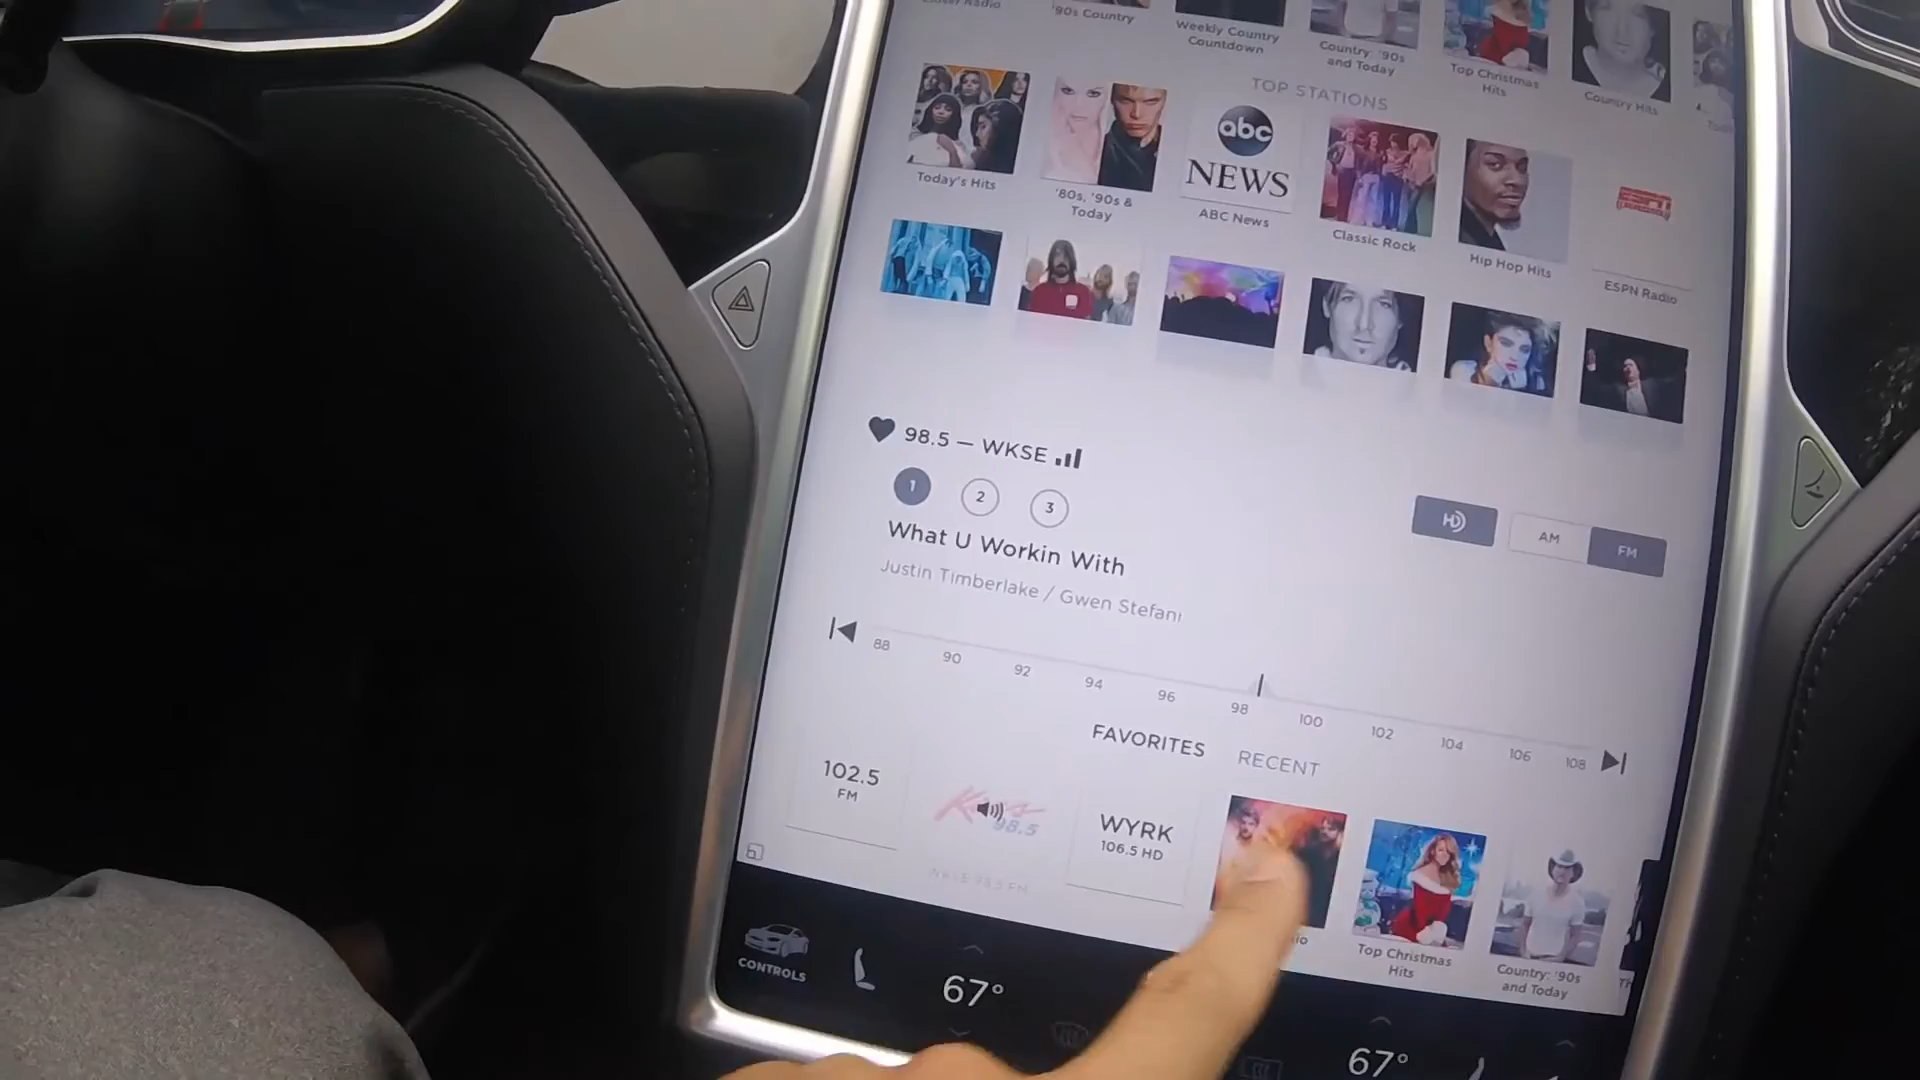 '90s Country
Weekly Country
Countdown
Country: '90s
and Today
Top Christmas
Hits
Country Hits
TOP STATIONS
abc
NEWS
Today's Hits
'80s, '90s &
Today
ABC News
Classic Rock
Hip Hop Hits
ESPN Radio
98.5 – WKSE
1 2 3
What U Workin With
Justin Timberlake / Gwen Stefani
HD
AM FM
88 90 92 94 96 98 100 102 104 106 108
FAVORITES RECENT
102.5
FM
Kiss
98.5
WYRK
106.5 HD
Top Christmas
Hits
Country: '90s
and Today
CONTROLS
67°
67°